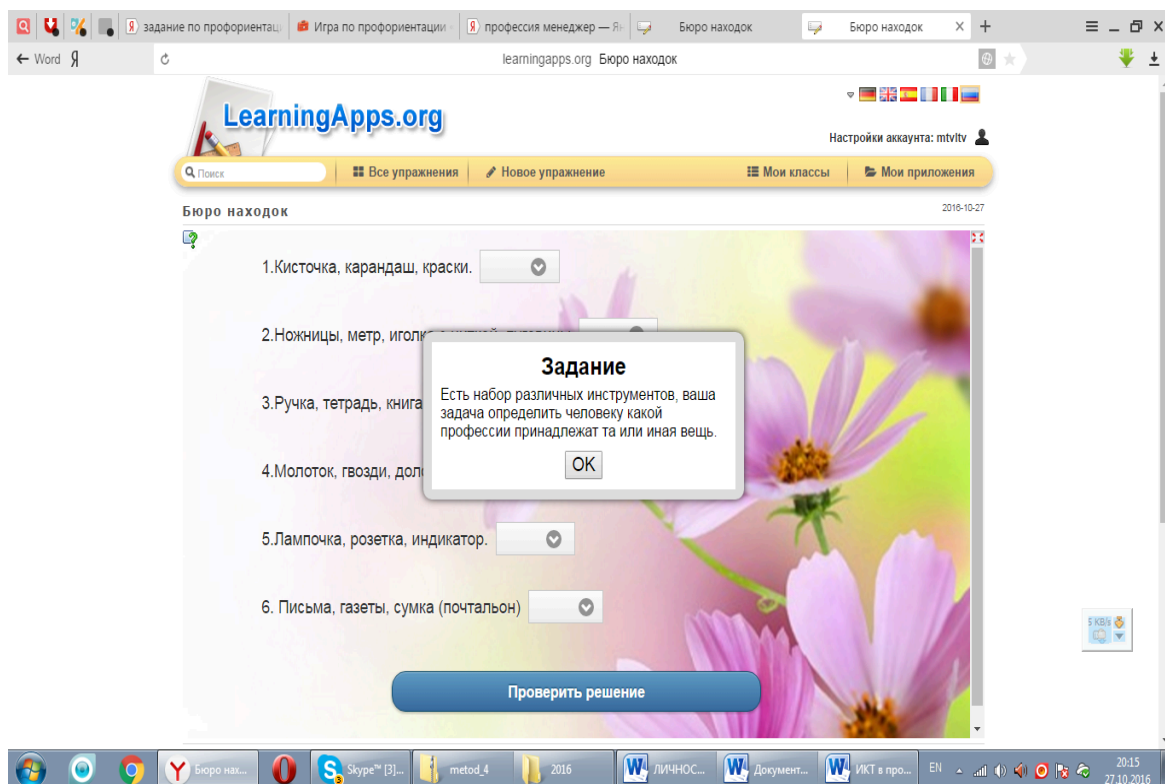 задание по профориентац
Игра по профориентации
профессия менеджер — Ян
Бюро находок
Бюро находок
Word
learningapps.org Бюро находок
LearningApps.org
Настройки аккаунта: mtvltv
Поиск
Все упражнения
Новое упражнение
Мои классы
Мои приложения
Бюро находок
2016-10-27
1.Кисточка, карандаш, краски.
2.Ножницы, метр,
3.Ручка, тетрадь, книга
4.Молоток, гвозди,
5.Лампочка, розетка, индикатор.
6. Письма, газеты, сумка (почтальон)
Задание
Есть набор различных инструментов, ваша
задача определить человеку какой
профессии принадлежат та или иная вещь.
OK
Проверить решение
5 KB/s
Бюро нах...
Skype™ [3]...
metod_4
2016
ЛИЧНОС...
Документ...
ИКТ в про...
EN
20:15
27.10.2016